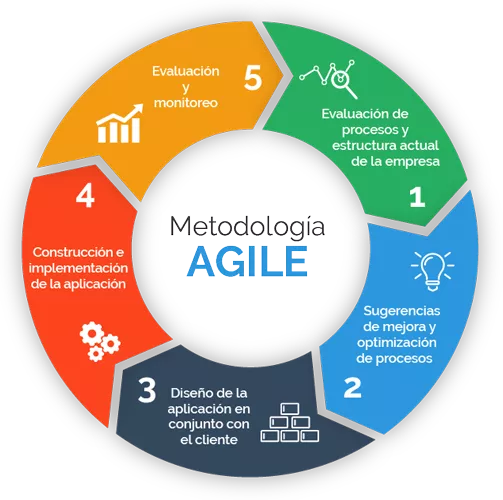 Metodología
AGILE
1
Evaluación de
procesos y
estructura actual
de la empresa
2
Sugerencias
de mejora y
optimización
de procesos
3
Diseño de la
aplicación en
conjunto con
el cliente
4
Construcción e
implementación
de la aplicación
5
Evaluación
y
monitoreo